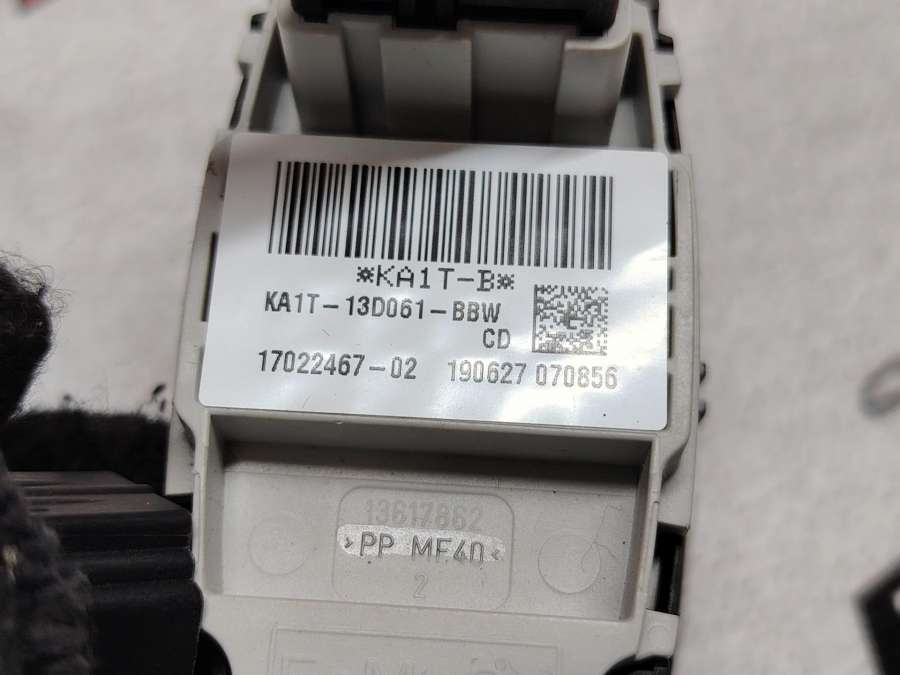 *KA1T-B*
KA1T-13D061-BBW
CD
17022467-02 190627 070856
13617862
>PP MF40<
2